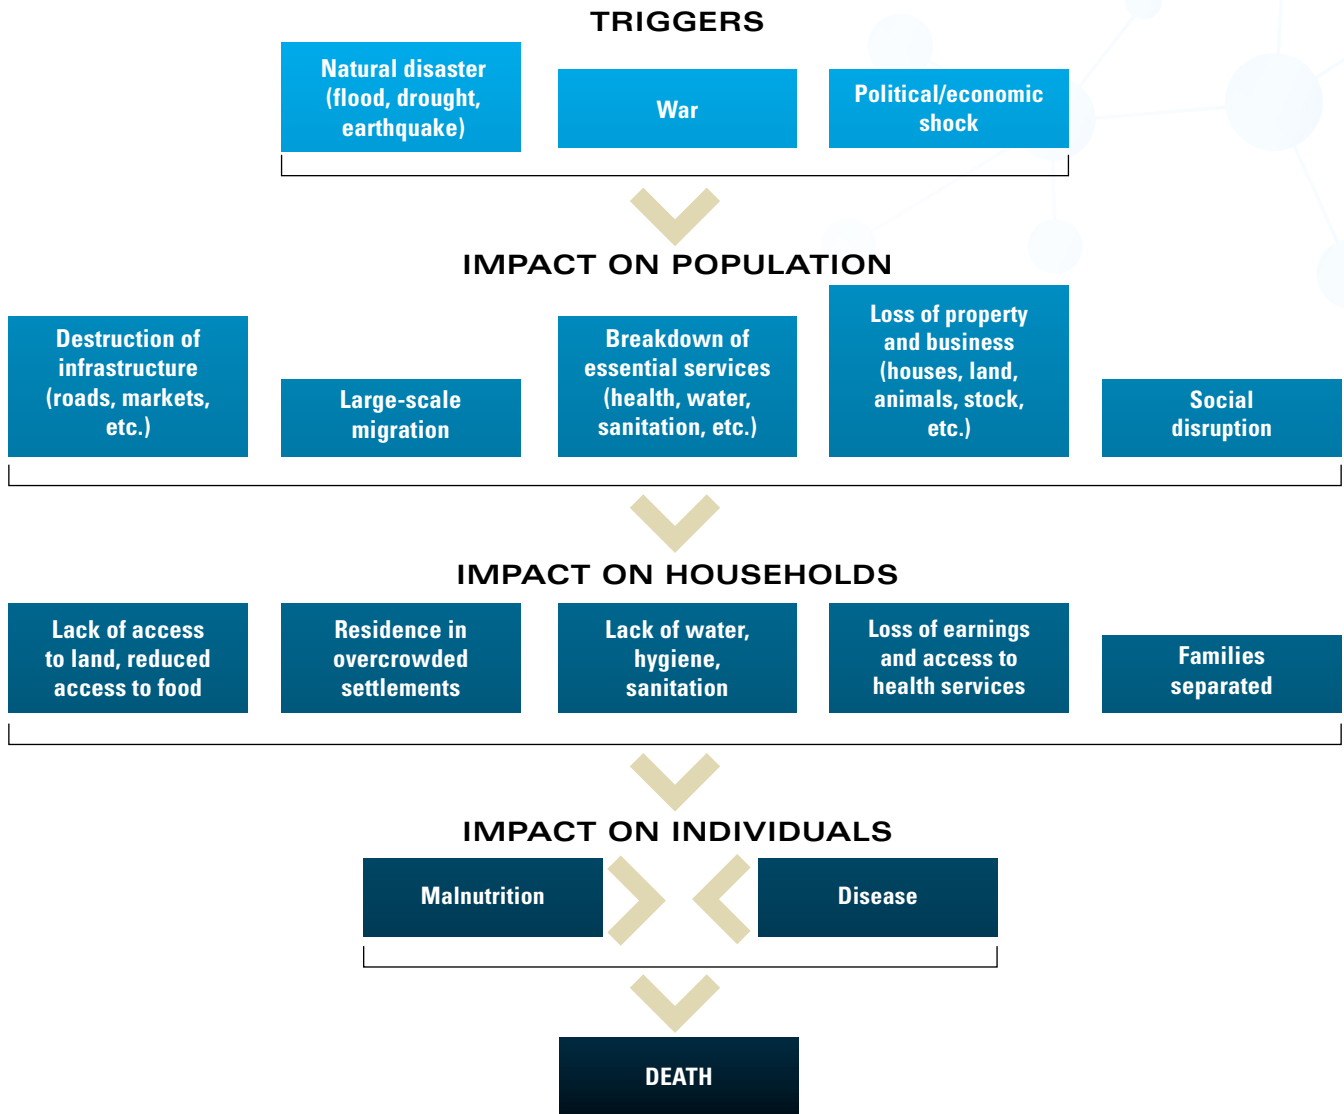 TRIGGERS
Natural disaster
(flood, drought,
earthquake)
War
Political/economic
shock
IMPACT ON POPULATION
Destruction of
infrastructure
(roads, markets,
etc.)
Large-scale
migration
Breakdown of
essential services
(health, water,
sanitation, etc.)
Loss of property
and business
(houses, land,
animals, stock,
etc.)
Social
disruption
IMPACT ON HOUSEHOLDS
Lack of access
to land, reduced
access to food
Residence in
overcrowded
settlements
Lack of water,
hygiene,
sanitation
Loss of earnings
and access to
health services
Families
separated
IMPACT ON INDIVIDUALS
Malnutrition
Disease
DEATH